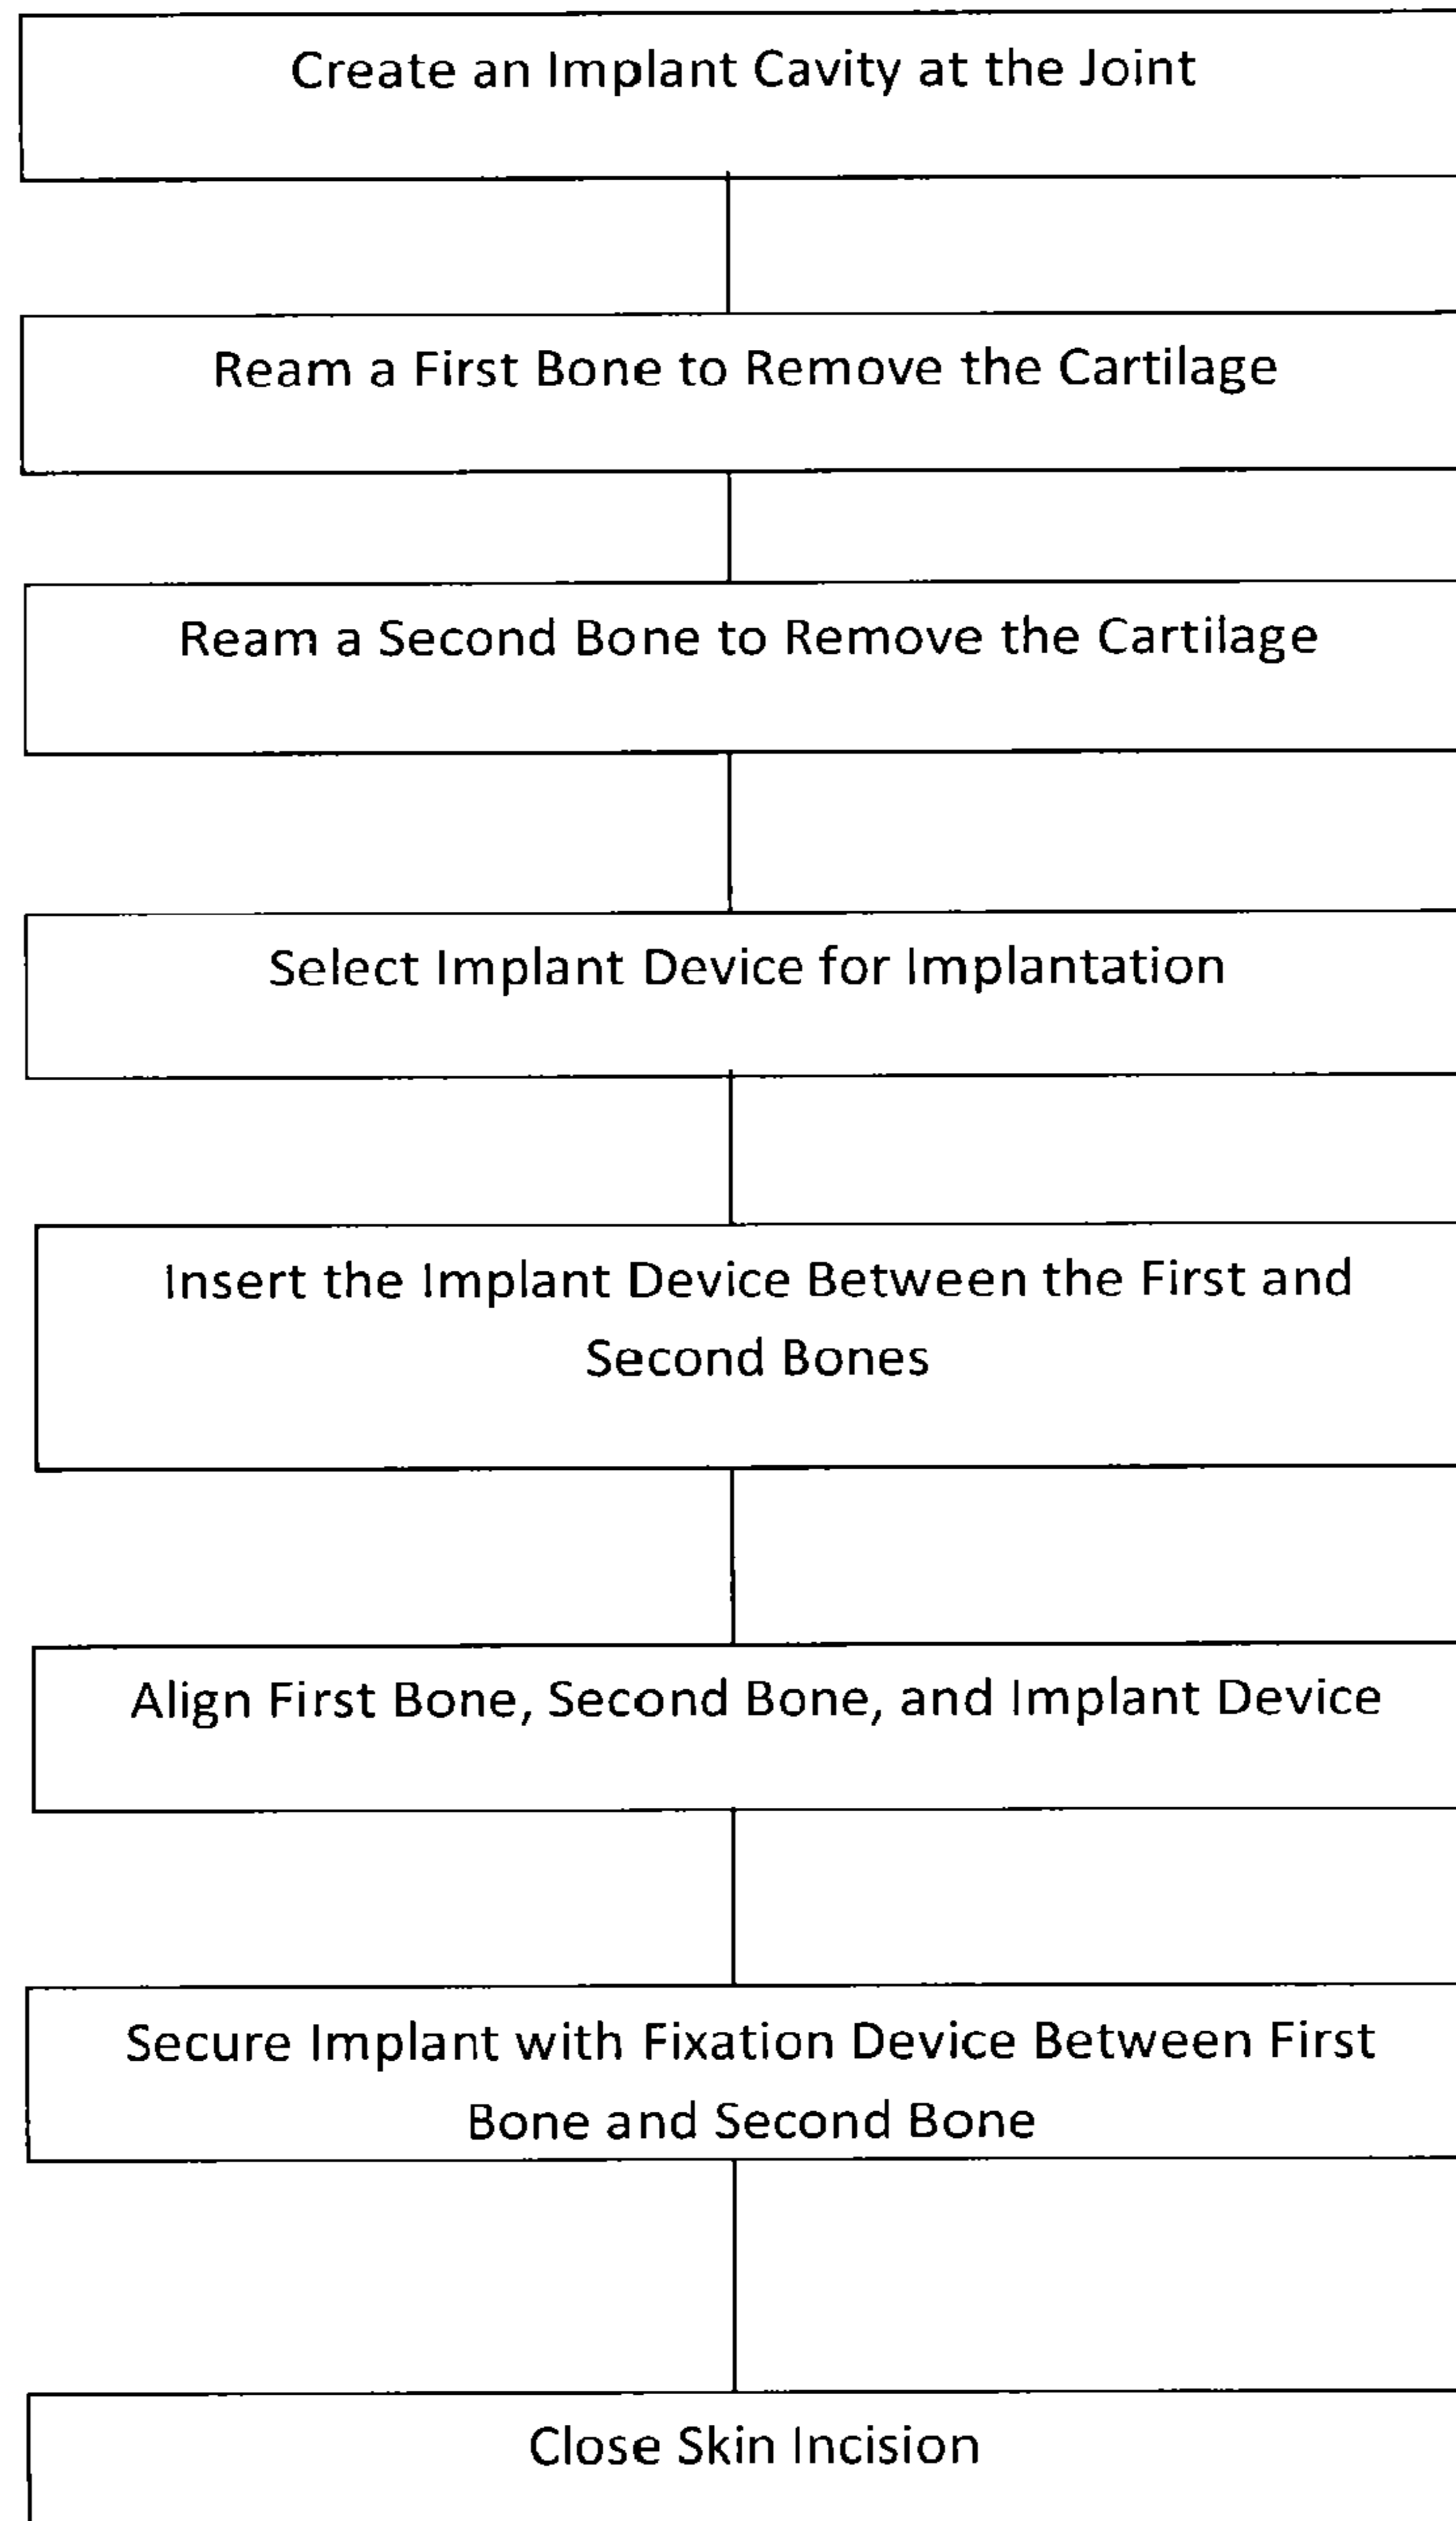 Create an Implant Cavity at the Joint
Ream a First Bone to Remove the Cartilage
Ream a Second Bone to Remove the Cartilage
Select Implant Device for Implantation
Insert the Implant Device Between the First and
Second Bones
Align First Bone, Second Bone, and Implant Device
Secure Implant with Fixation Device Between First
Bone and Second Bone
Close Skin Incision